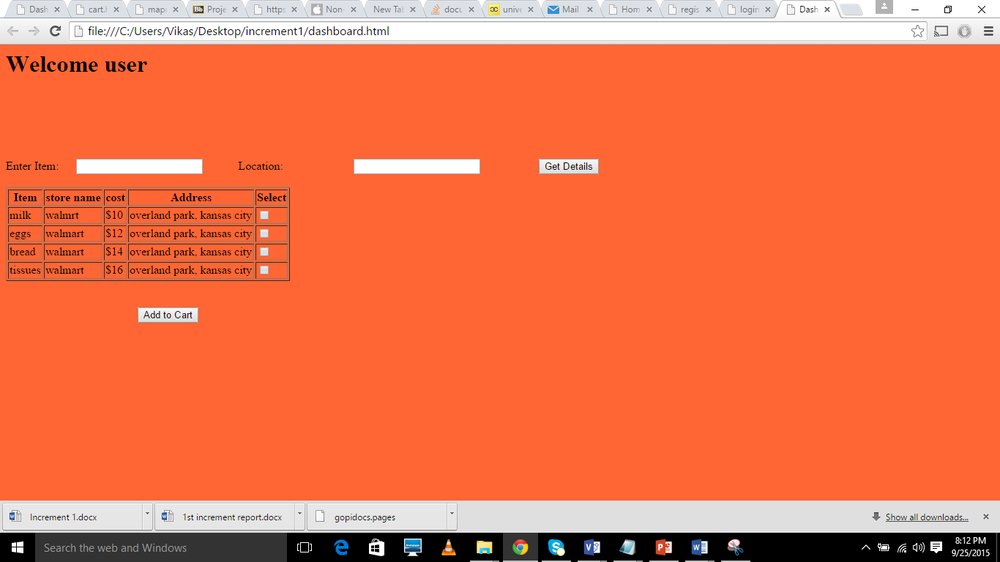 Dash cart.l map Bb Proje https Non- New Tab docu unive Mail Hom regis login Dash
file:///C:/Users/Vikas/Desktop/increment1/dashboard.html
Welcome user
Enter Item: Location: Get Details
Item store name cost Address Select
milk walmrt $10 overland park, kansas city
eggs walmart $12 overland park, kansas city
bread walmart $14 overland park, kansas city
tissues walmart $16 overland park, kansas city
Add to Cart
Increment 1.docx 1st increment report.docx gopidocs.pages Show all downloads...
Search the web and Windows
8:12 PM
9/25/2015